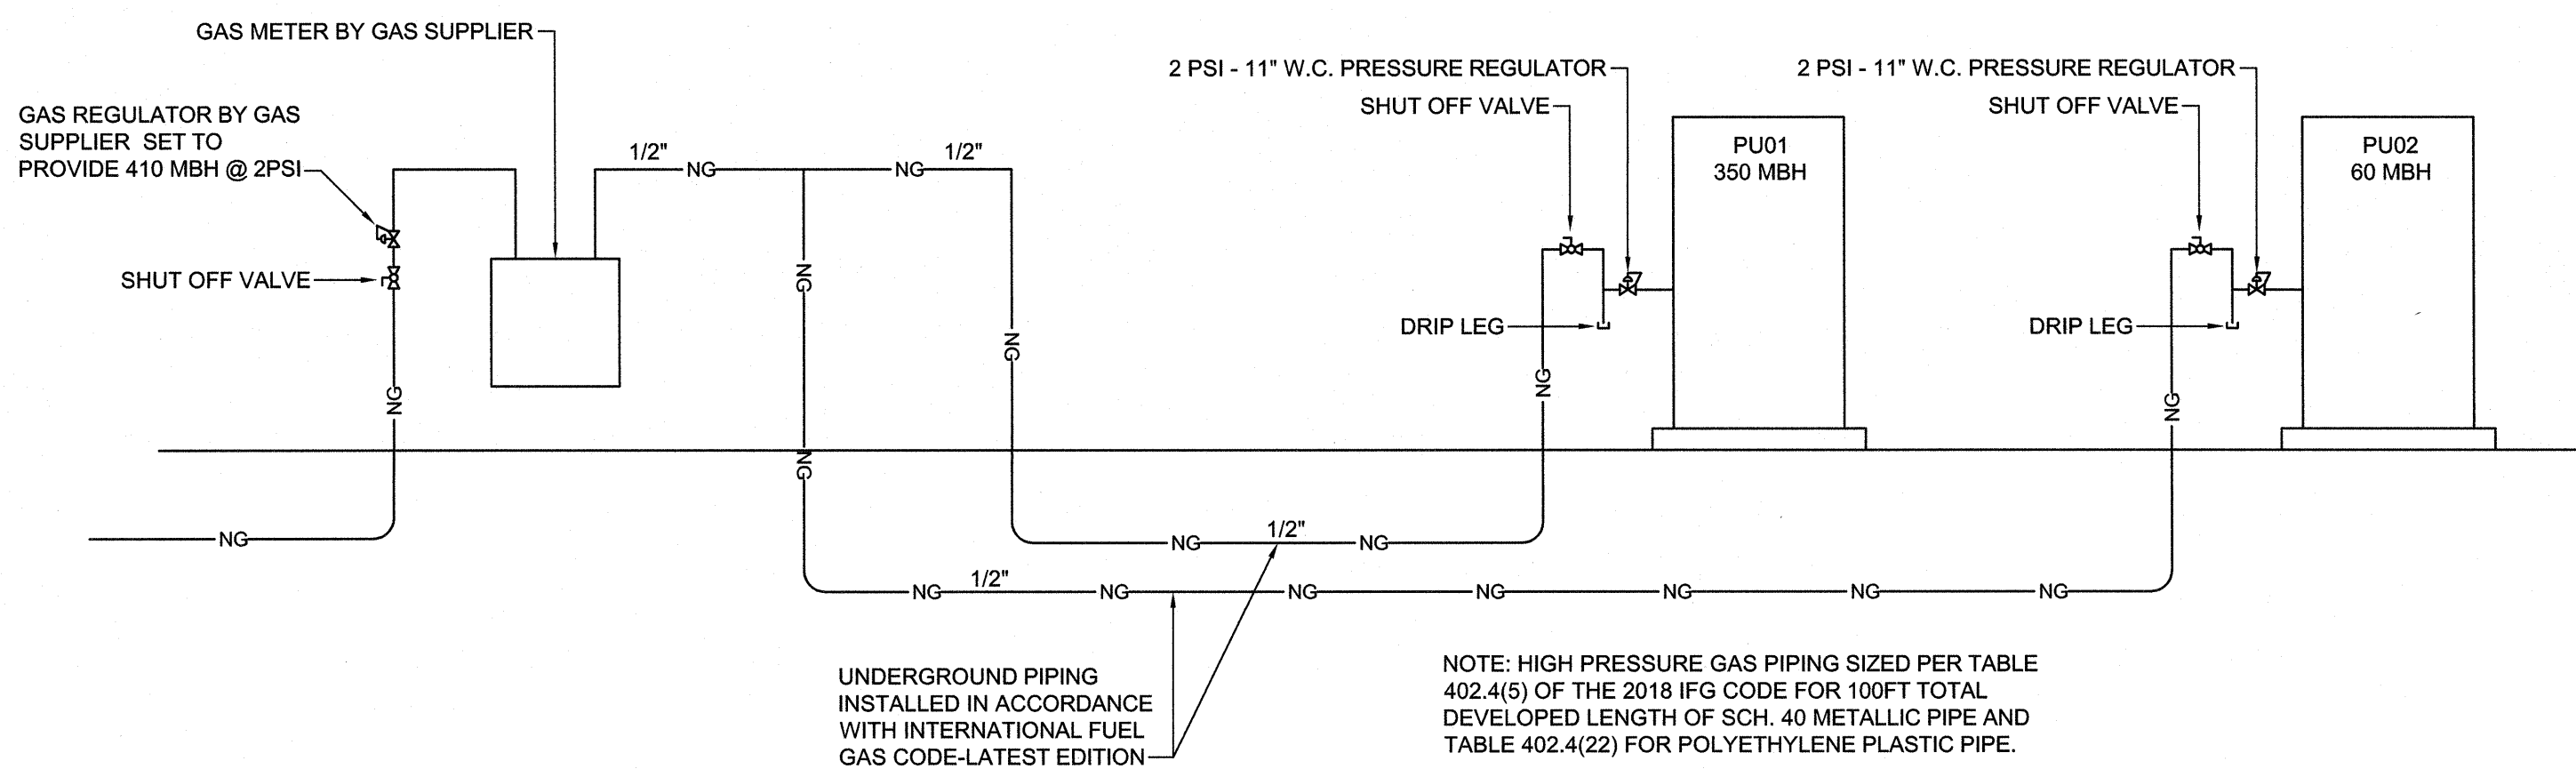 GAS METER BY GAS SUPPLIER
2 PSI - 11" W.C. PRESSURE REGULATOR
2 PSI - 11" W.C. PRESSURE REGULATOR
SHUT OFF VALVE
SHUT OFF VALVE
GAS REGULATOR BY GAS
SUPPLIER SET TO
PROVIDE 410 MBH @ 2PSI
1/2"
NG
NG
1/2"
PU01
350 MBH
PU02
60 MBH
SHUT OFF VALVE
NG
DRIP LEG
DRIP LEG
NG
NG
NG
NG
NG
NG
NG
1/2"
NG
NG
1/2"
NG
NG
NG
NG
NG
NG
UNDERGROUND PIPING
INSTALLED IN ACCORDANCE
WITH INTERNATIONAL FUEL
GAS CODE-LATEST EDITION
NOTE: HIGH PRESSURE GAS PIPING SIZED PER TABLE
402.4(5) OF THE 2018 IFG CODE FOR 100FT TOTAL
DEVELOPED LENGTH OF SCH. 40 METALLIC PIPE AND
TABLE 402.4(22) FOR POLYETHYLENE PLASTIC PIPE.